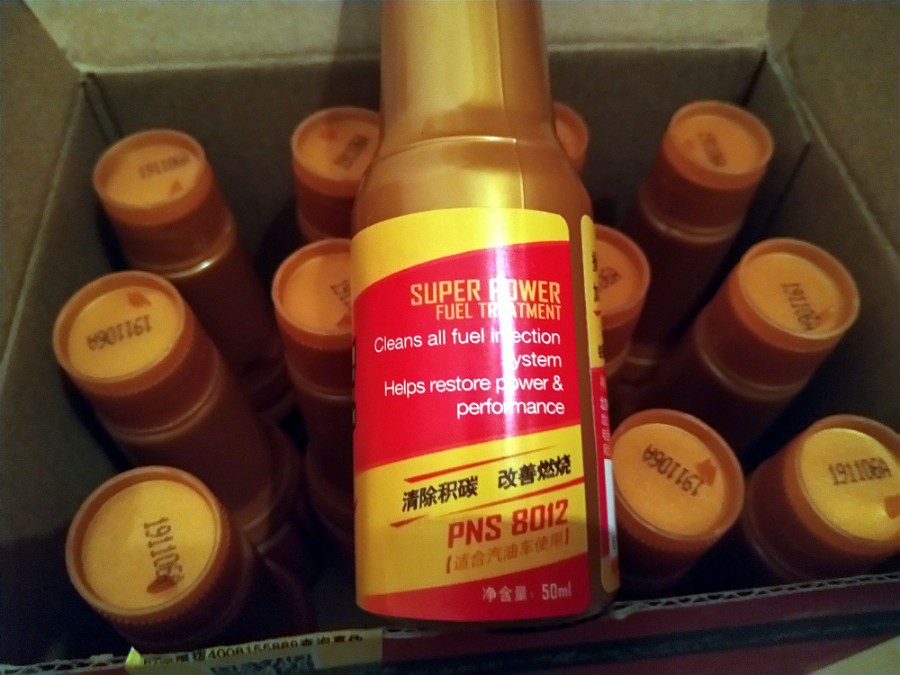 SUPER POWER
FUEL TREATMENT
Cleans all fuel Injection
system
Helps restore power &
performance
清除积碳 改善燃烧
PNS 8012
【适合汽油车使用】
净含量：50ml
191106A
191106A
191106A
191106A
191106A
4008155888